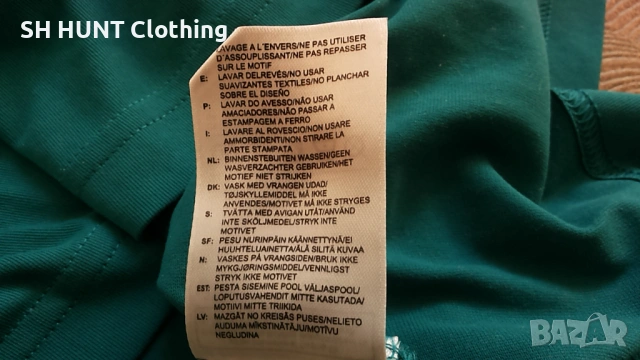 SH HUNT Clothing
LAVAGE A L'ENVERS/NE PAS UTILISER
D'ASSOUPLISSANT/NE PAS REPASSER
SUR LE MOTIF
E: LAVAR DELREVÉS/NO USAR
SUAVIZANTES TEXTILES/NO PLANCHAR
SOBRE EL DISEÑO
P: LAVAR DO AVESSO/NÃO USAR
AMACIADORES/NÃO PASSAR A
ESTAMPAGEM A FERRO
I: LAVARE AL ROVESCIO/NON USARE
AMMORBIDENTI/NON STIRARE LA
PARTE STAMPATA
NL: BINNENSTEBUITEN WASSEN/GEEN
WASVERZACHTER GEBRUIKEN/HET
MOTIEF NIET STRIJKEN
DK: VASK MED VRANGEN UDAD/
TØJSKYLLEMIDDEL MÅ IKKE
ANVENDES/MOTIVET MÅ IKKE STRYGES
S: TVÄTTA MED AVIGAN UTÅT/ANVÄND
INTE SKÖLJMEDEL/STRYK INTE
MOTIVET
SF: PESU NURINPÄIN KÄÄNNETTYNÄ/EI
HUUHTELUAINETTA/ÄLÄ SILITÄ KUVAA
N: VASKES PÅ VRANGSIDEN/BRUK IKKE
MYKGJØRINGSMIDDEL/VENNLIGST
STRYK IKKE MOTIVET
EST: PESTA SISEMINE POOL VÄLJASPOOL/
LOPUTUSVAHENDIT MITTE KASUTADA/
MOTIIVI MITTE TRIIKIDA
LV: MAZGĀT NO KREISĀS PUSES/NELIETO
AUDUMA MĪKSTINĀTĀJU/MOTĪVU
NEGLUDINA
BAZAR.BG